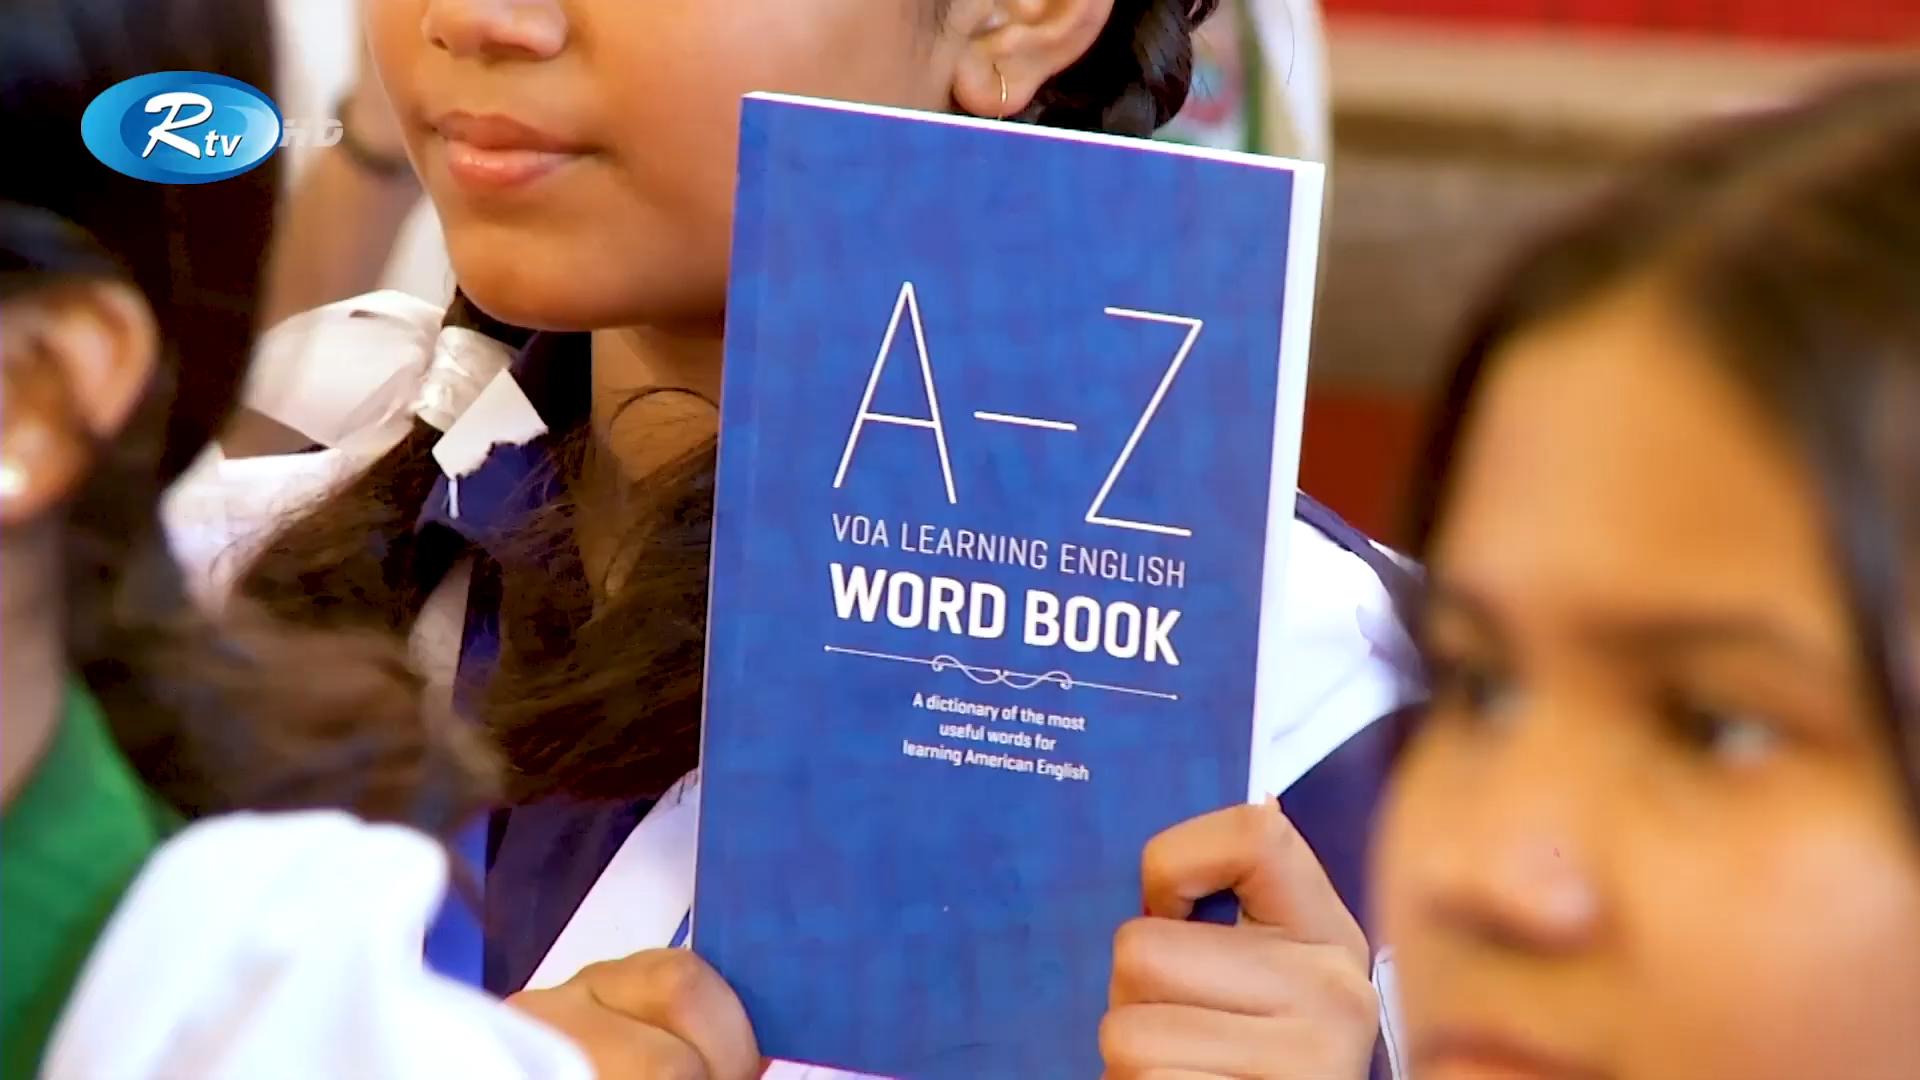 Rtv HD
A–Z
VOA LEARNING ENGLISH
WORD BOOK
A dictionary of the most
useful words for
learning American English